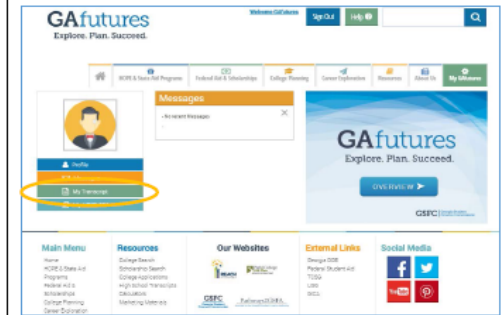 GAfutures
Explore. Plan. Succeed.
Welcome GAfutures
Sign Out
Help
HOPE & State Aid Programs
Federal Aid & Scholarships
College Planning
Career Exploration
Resources
About Us
My GAfutures
Messages
- No recent Messages
Profile
My Transcript
GAfutures
Explore. Plan. Succeed.
OVERVIEW
GSFC
Main Menu
Home
HOPE & State Aid
Programs
Federal Aid &
Scholarships
College Planning
Career Exploration
Resources
College Search
Scholarship Search
College Applications
High School Transcripts
Calculators
Marketing Materials
Our Websites
REACH
GSFC
External Links
Georgia DOE
Federal Student Aid
TCSG
USG
GICA
Social Media
You Tube